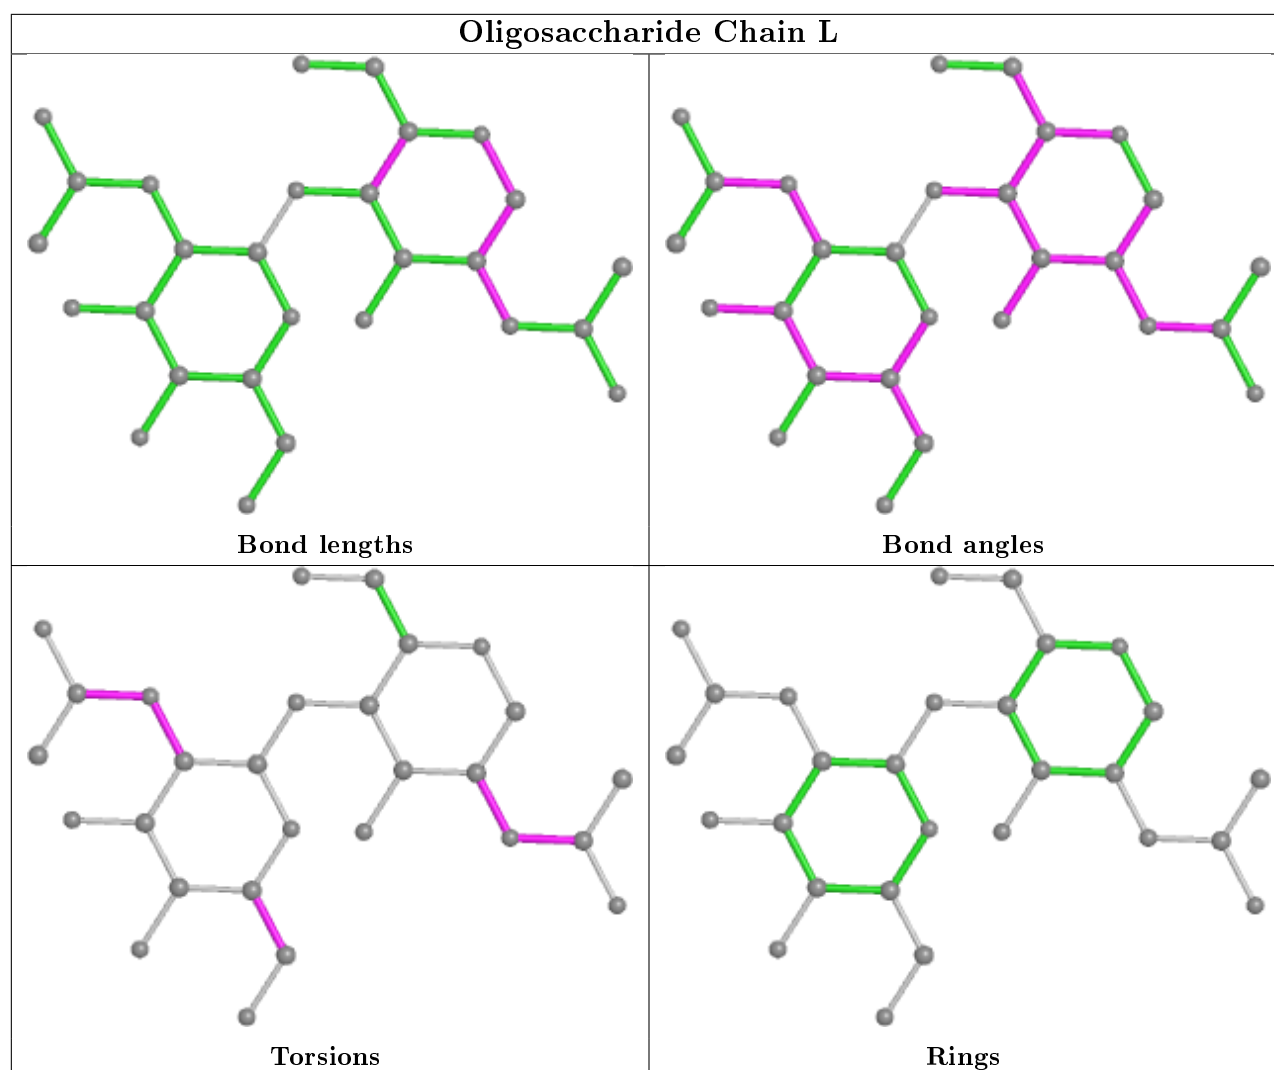 Oligosaccharide Chain L
Bond lengths
Bond angles
Torsions
Rings